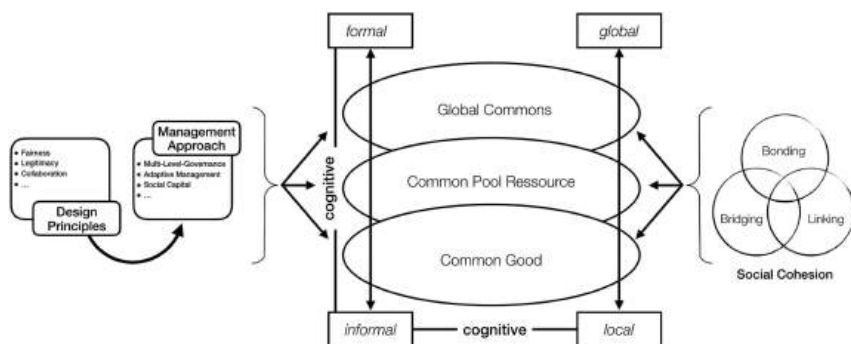 formal
global
Global Commons
Management
Approach
• Multi-Level-Governance
• Adaptive Management
• Social Capital
• ...
• Fairness
• Legitimacy
• Collaboration
• ...
Design
Principles
cognitive
Common Pool Ressource
Common Good
informal
cognitive
local
Bonding
Bridging
Linking
Social Cohesion